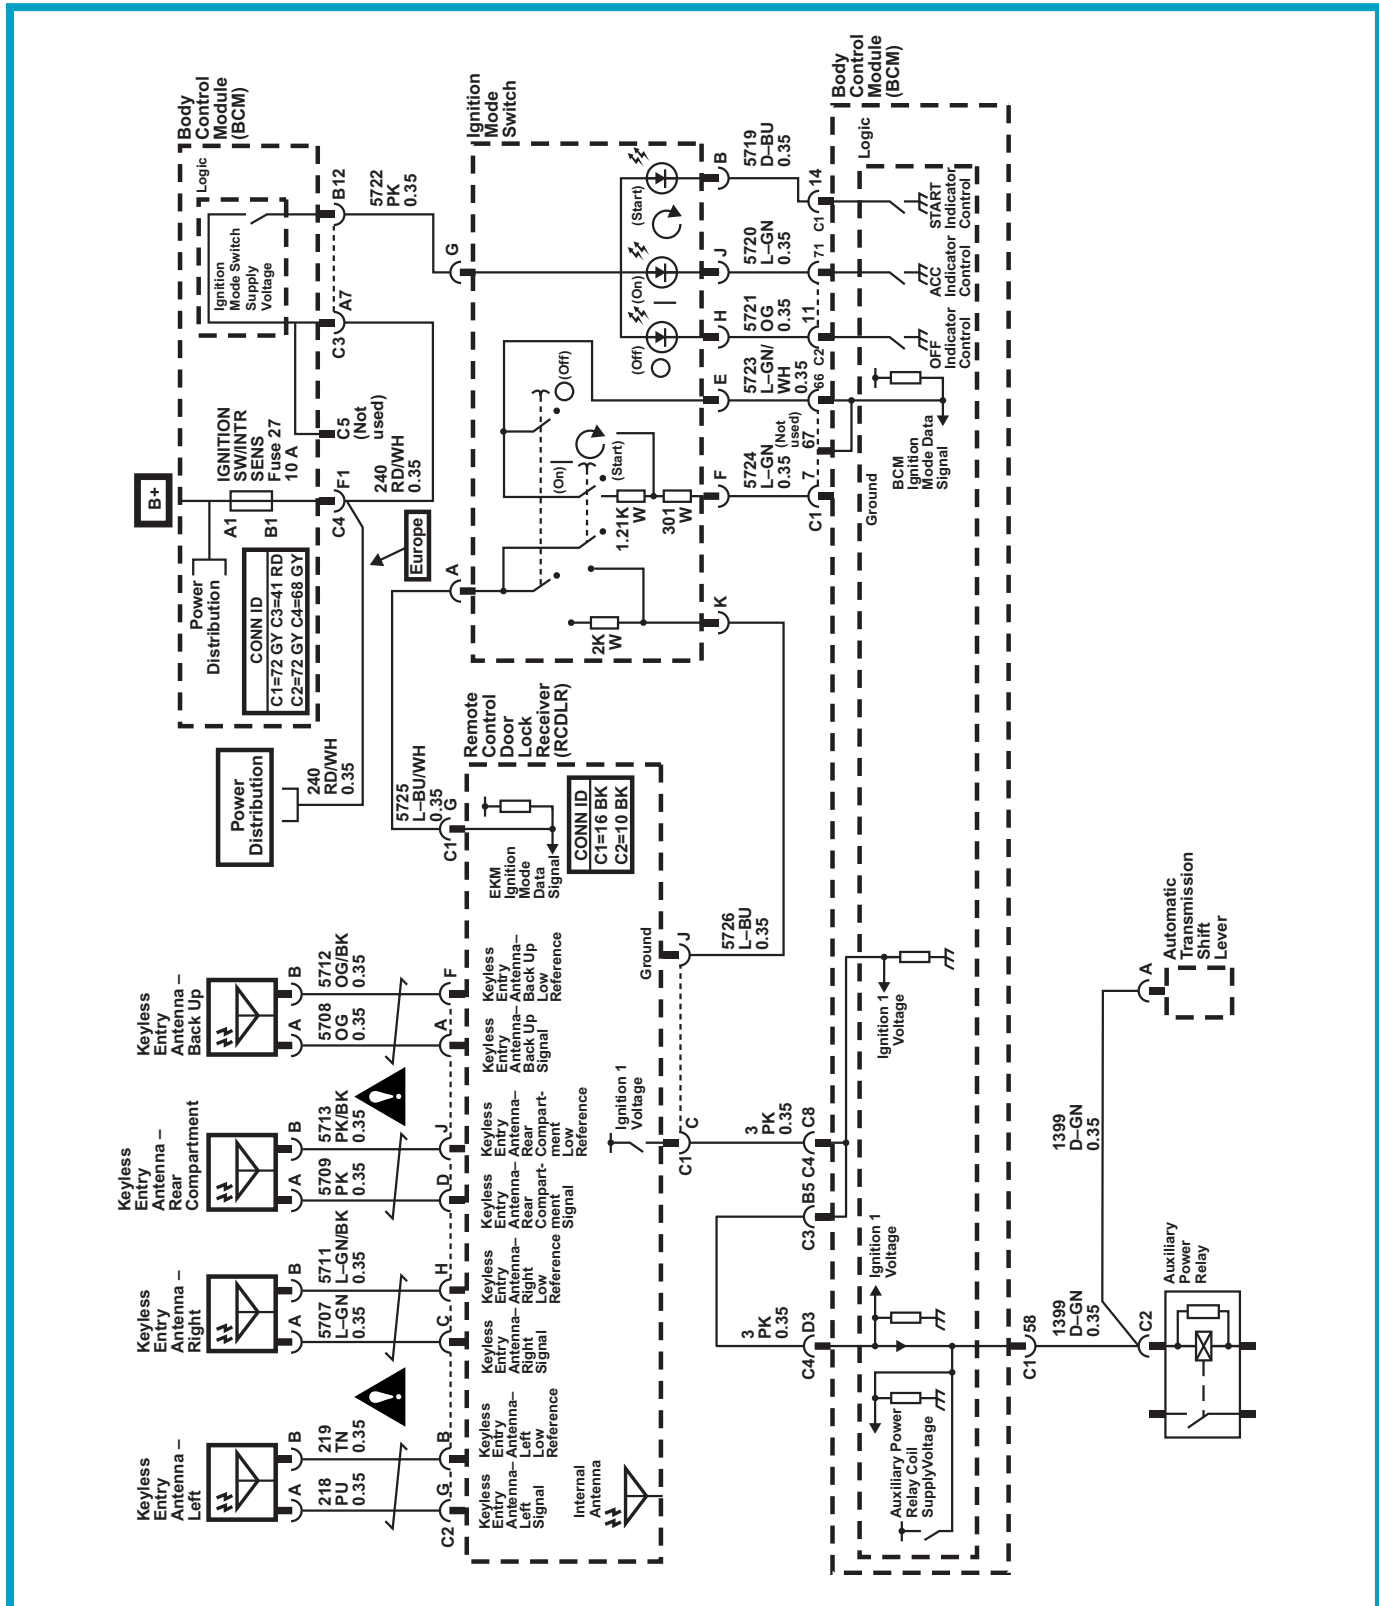 Body
Control
Module
(BCM)
Logic
Ignition
Mode Switch
Supply
Voltage
B12
5722
PK
0.35
A7
C3
C5
(Not
used)
240
RD/WH
0.35
F1
C4
B+
IGNITION
SW/INTR
SENS
Fuse 27
10 A
A1
B1
Power
Distribution
CONN ID
C1=72 GY C3=41 RD
C2=72 GY C4=68 GY
Europe
Power
Distribution
240
RD/WH
0.35
Ignition
Mode
Switch
G
A
(Start)
(On)
(Off)
(Off)
(On)
(Start)
1.21K
W
301
W
2K
W
B
J
H
E
F
K
5719
D–BU
0.35
5720
L–GN
0.35
5721
OG
0.35
5723
L–GN/
WH
0.35
5724
L–GN
0.35
(Not
used)
67
14
C1
71
11
C2
66
7
C1
Body
Control
Module
(BCM)
Logic
START
Indicator
Control
ACC
Indicator
Control
OFF
Indicator
Control
BCM
Ignition
Mode Data
Signal
Ground
Remote
Control
Door
Lock
Receiver
(RCDLR)
5725
L–BU/WH
0.35
G
C1
EKM
Ignition
Mode
Data
Signal
CONN ID
C1=16 BK
C2=10 BK
5726
L–BU
0.35
Ground
J
Ignition 1
Voltage
C
C1
Keyless
Entry
Antenna –
Back Up
B
A
5712
OG/BK
0.35
5708
OG
0.35
F
A
Keyless
Entry
Antenna–
Back Up
Low
Reference
Keyless
Entry
Antenna–
Back Up
Signal
Keyless
Entry
Antenna –
Rear
Compartment
B
A
5713
PK/BK
0.35
5709
PK
0.35
J
D
Keyless
Entry
Antenna–
Rear
Compart-
ment
Low
Reference
Keyless
Entry
Antenna–
Rear
Compart-
ment
Signal
Keyless
Entry
Antenna –
Right
B
A
5711
L–GN/BK
0.35
5707
L–GN
0.35
H
C
Keyless
Entry
Antenna–
Right
Low
Reference
Keyless
Entry
Antenna–
Right
Signal
Keyless
Entry
Antenna –
Left
B
A
219
TN
0.35
218
PU
0.35
B
G
C2
Keyless
Entry
Antenna–
Left
Low
Reference
Keyless
Entry
Antenna–
Left
Signal
Internal
Antenna
3
PK
0.35
C8
C4
B5
C3
3
PK
0.35
D3
C4
Ignition 1
Voltage
Ignition 1
Voltage
Auxiliary Power
Relay Coil
SupplyVoltage
58
C1
1399
D–GN
0.35
C2
Auxiliary
Power
Relay
1399
D–GN
0.35
A
Automatic
Transmission
Shift
Lever